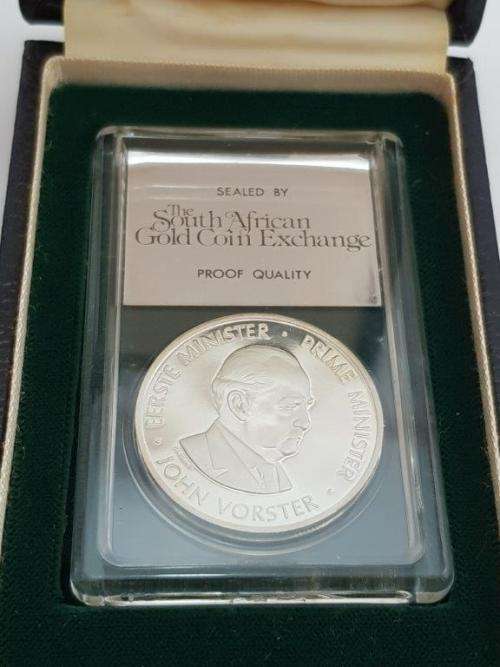 SEALED BY
The
South African
Gold Coin Exchange
PROOF QUALITY
EERSTE MINISTER • PRIME MINISTER
JOHN VORSTER